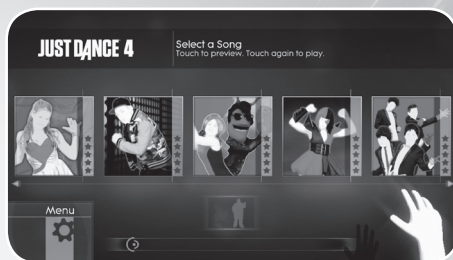 JUST DANCE 4
Select a Song
Touch to preview. Touch again to play.
Menu